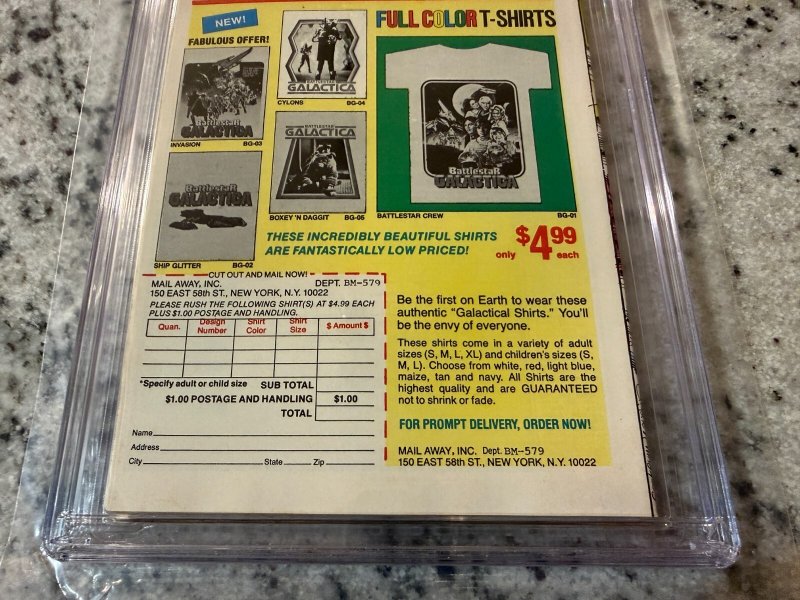 NEW!
FULL COLOR T-SHIRTS
FABULOUS OFFER!
BATTLESTAR
GALACTICA
CYLONS BG-04
BattlestaR
GALACTICA
INVASION BG-03
BATTLESTAR
GALACTICA
BOXEY 'N DAGGIT BG-05
BattlestaR
GALACTICA
SHIP GLITTER BG-02
BattlestaR
GALACTICA
BATTLESTAR CREW BG-01
THESE INCREDIBLY BEAUTIFUL SHIRTS
ARE FANTASTICALLY LOW PRICED!
only $4.99 each
CUT OUT AND MAIL NOW!
MAIL AWAY, INC. DEPT. BM-579
150 EAST 58th ST., NEW YORK, N.Y. 10022
PLEASE RUSH THE FOLLOWING SHIRT(S) AT $4.99 EACH
PLUS $1.00 POSTAGE AND HANDLING.
Quan. Design Number Shirt Color Shirt Size $ Amount $
*Specify adult or child size SUB TOTAL
$1.00 POSTAGE AND HANDLING $1.00
TOTAL
Name
Address
City State Zip
Be the first on Earth to wear these
authentic "Galactical Shirts." You'll
be the envy of everyone.
These shirts come in a variety of adult
sizes (S, M, L, XL) and children's sizes (S,
M, L). Choose from white, red, light blue,
maize, tan and navy. All Shirts are the
highest quality and are GUARANTEED
not to shrink or fade.
FOR PROMPT DELIVERY, ORDER NOW!
MAIL AWAY, INC. Dept. BM-579
150 EAST 58th ST., NEW YORK, N.Y. 10022